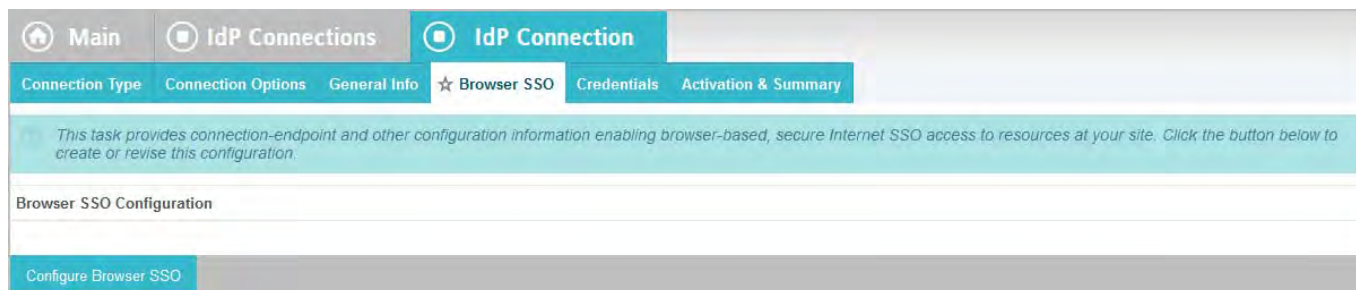 Main IdP Connections IdP Connection
Connection Type Connection Options General Info Browser SSO Credentials Activation & Summary
This task provides connection-endpoint and other configuration information enabling browser-based, secure Internet SSO access to resources at your site. Click the button below to
create or revise this configuration.
Browser SSO Configuration
Configure Browser SSO